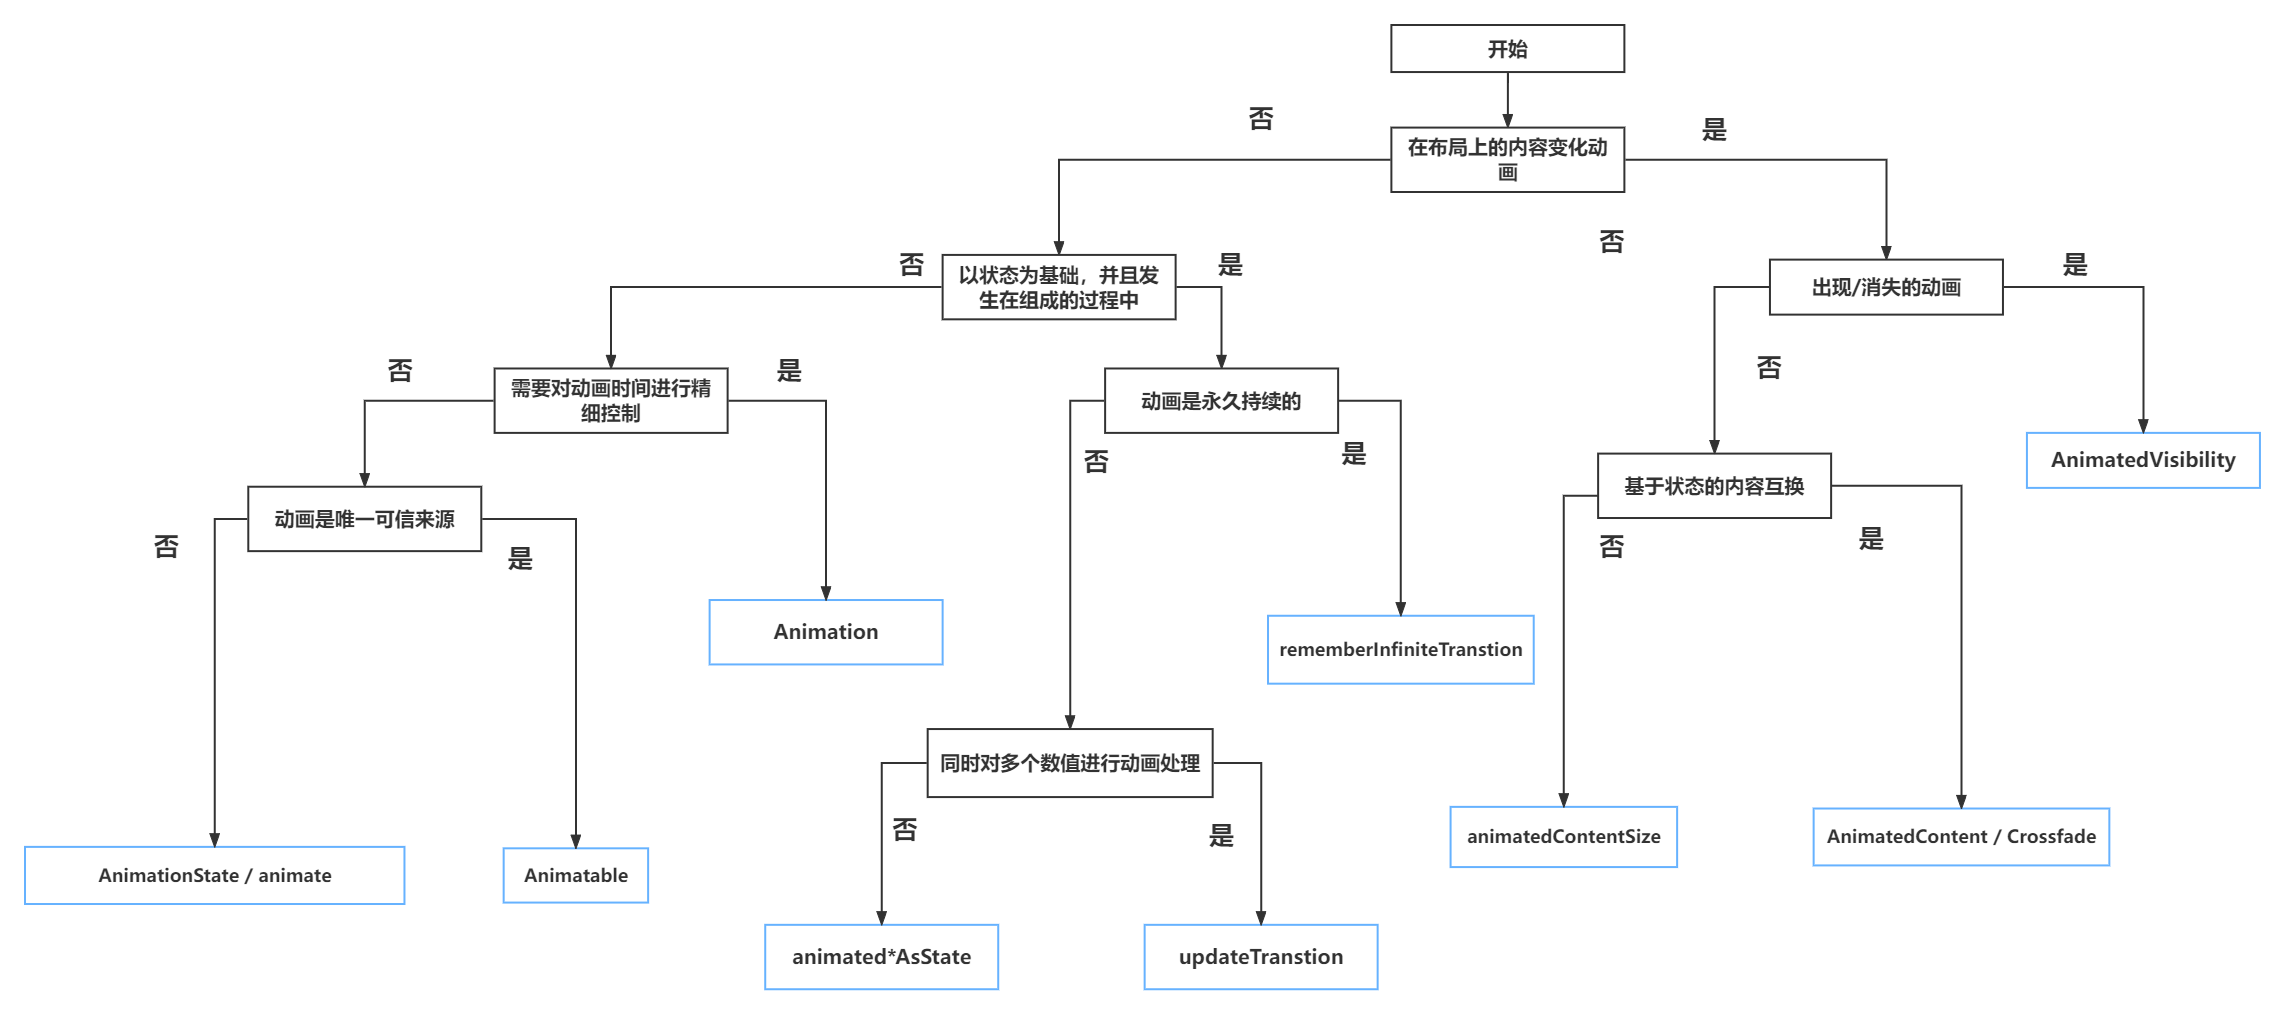 开始
否
是
在布局上的内容变化动
画
否
否
是
是
以状态为基础，并且发
生在组成的过程中
出现/消失的动画
否
是
否
需要对动画时间进行精
细控制
动画是永久持续的
否
是
AnimatedVisibility
基于状态的内容互换
动画是唯一可信来源
否
是
否
是
Animation
rememberInfiniteTranstion
同时对多个数值进行动画处理
否
是
animatedContentSize
AnimatedContent / Crossfade
AnimationState / animate
Animatable
animated*AsState
updateTranstion